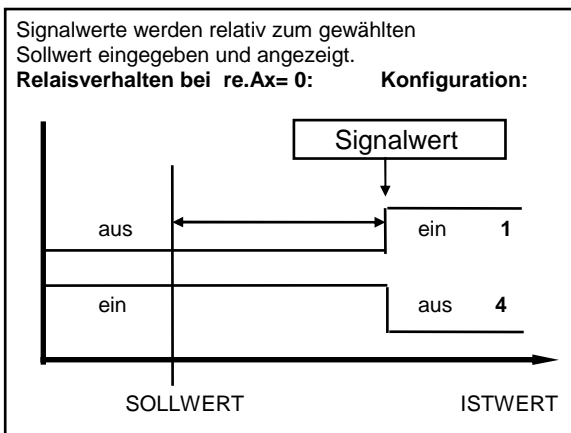 Signalwerte werden relativ zum gewählten
Sollwert eingegeben und angezeigt.
Relaisverhalten bei re.Ax= 0: Konfiguration:
Signalwert
aus ein 1
ein aus 4
SOLLWERT ISTWERT